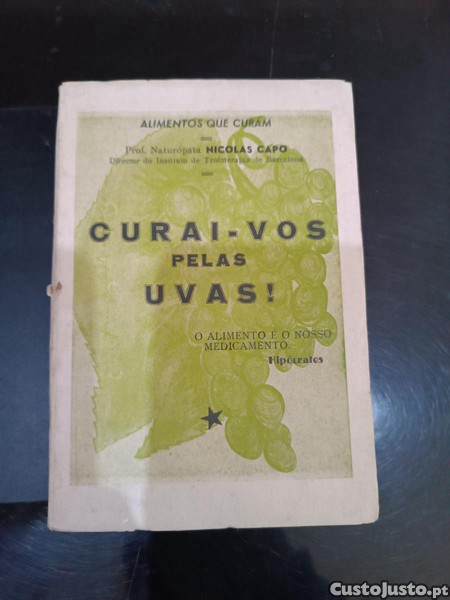 ALIMENTOS QUE CURAM
Prof. Naturópata NICOLAS CAPO
Director do Instituto de Trofoterapia de Barcelona
CURAI-VOS
PELAS
UVAS!
O ALIMENTO É O NOSSO
MEDICAMENTO.
Hipócrates
CustoJusto.pt